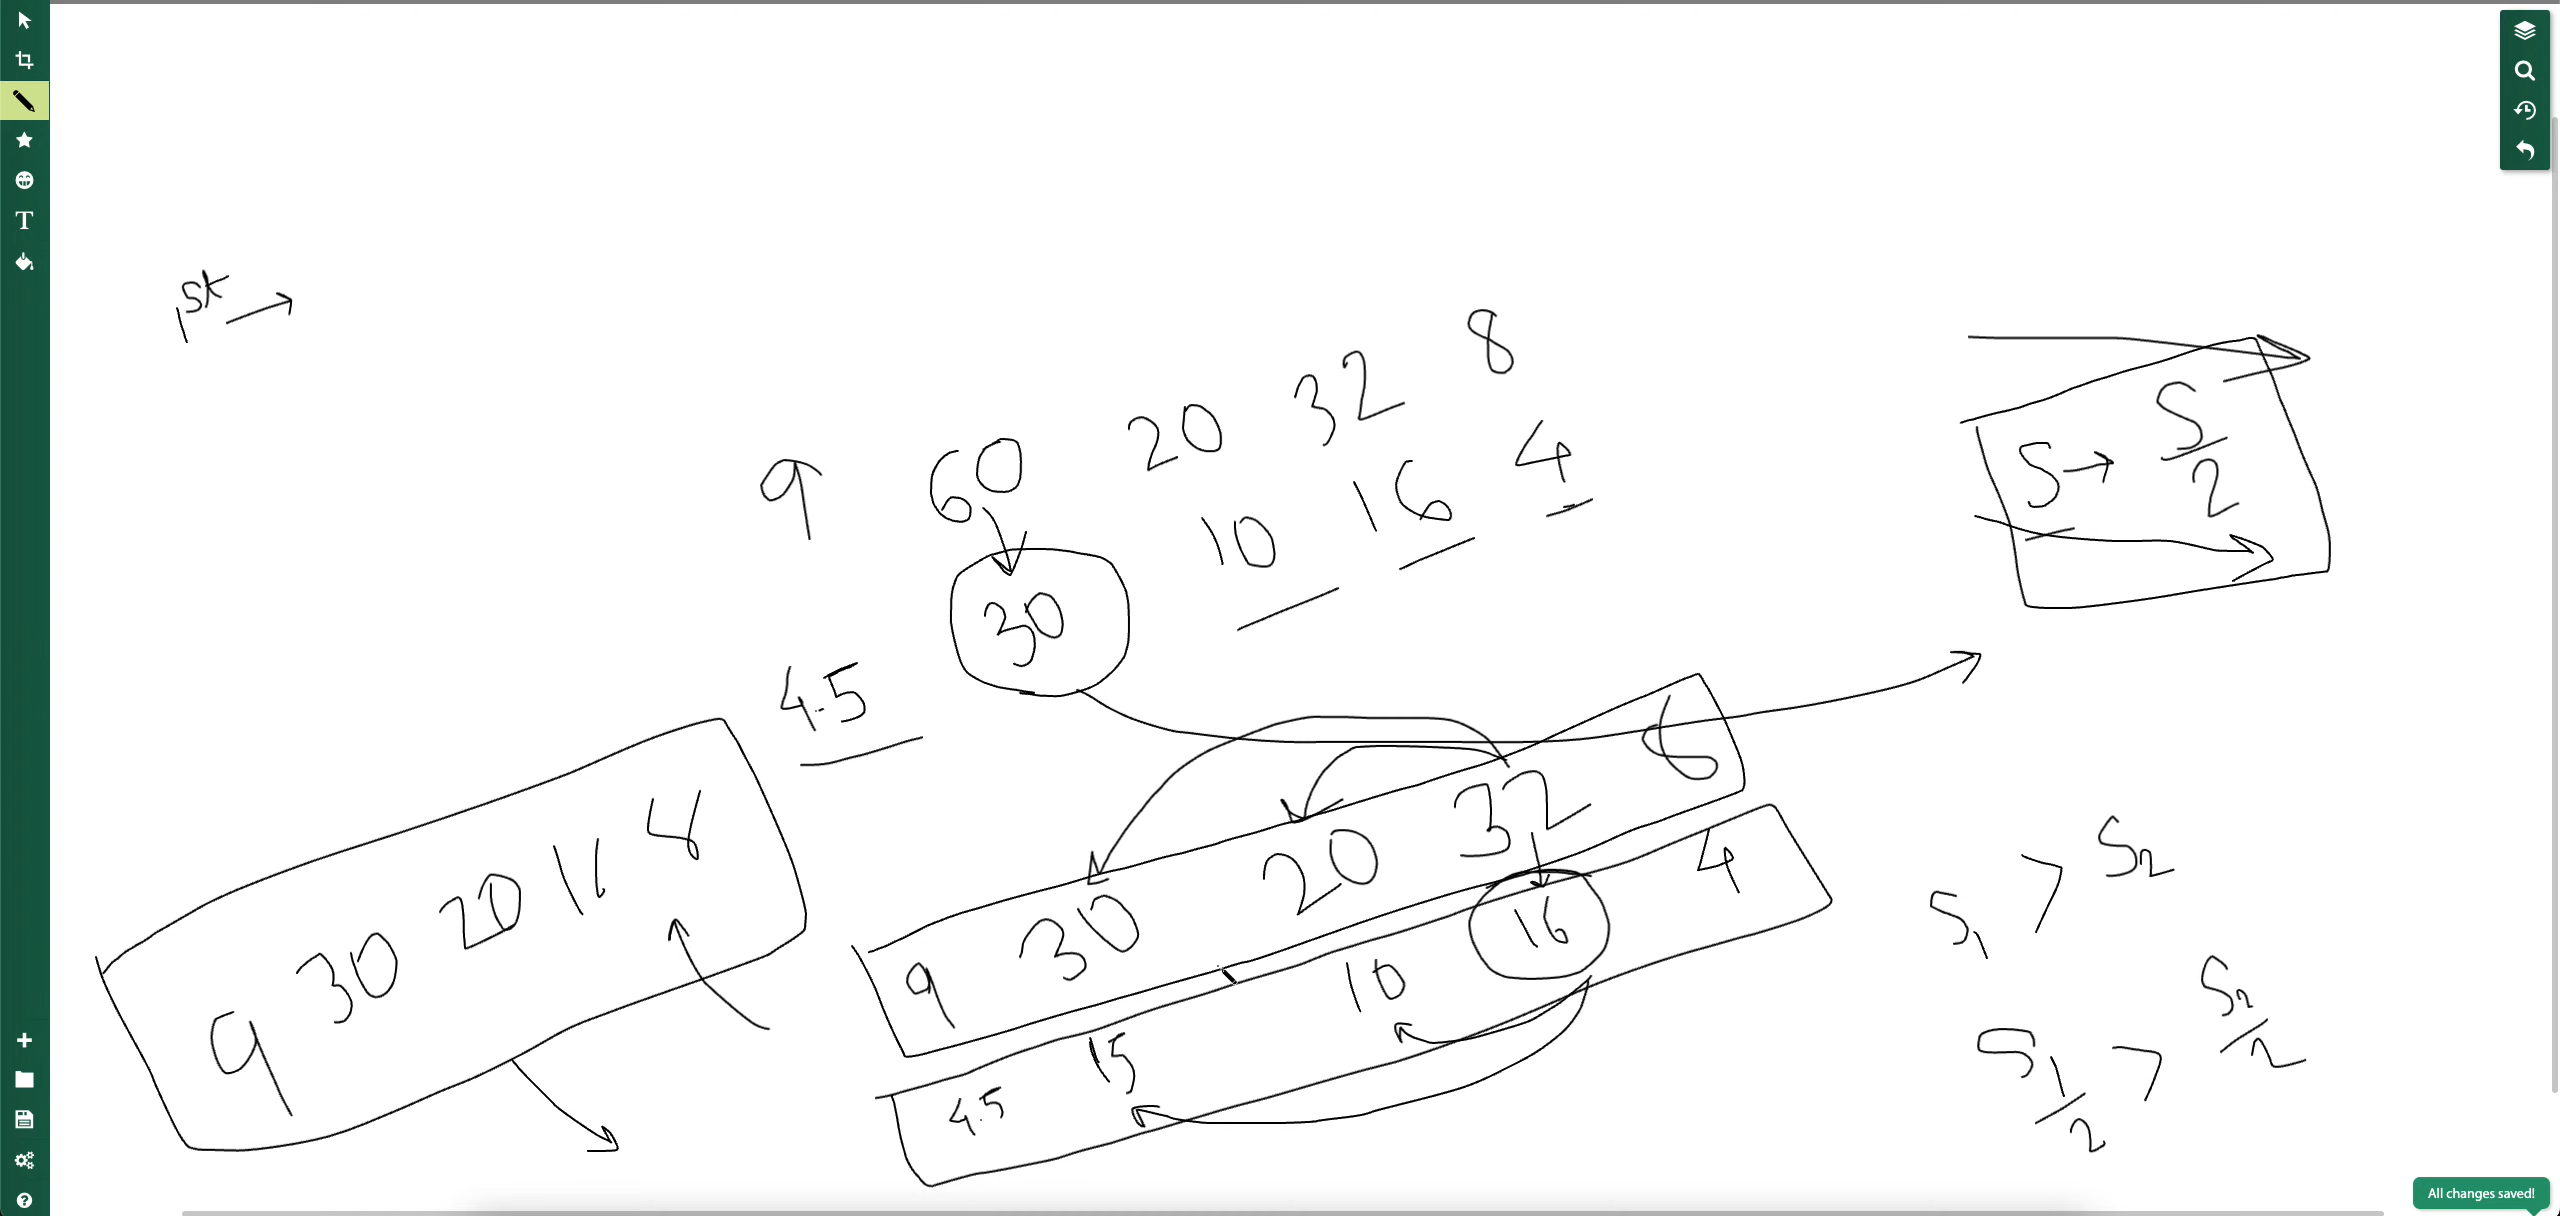 1st →
9 60 20 32 8
4.5 30 10 16 4
S → S/2
9 30 20 16 4
9 30 20 32
4.5 15 10 16 4
S1 > S2
S1/2 > S2/2
T
All changes saved!